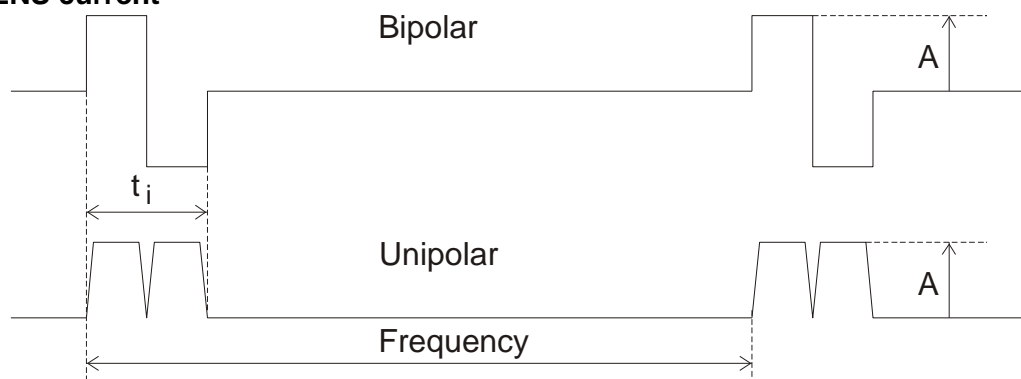 ENS current
Bipolar
A
t i
Unipolar
A
Frequency